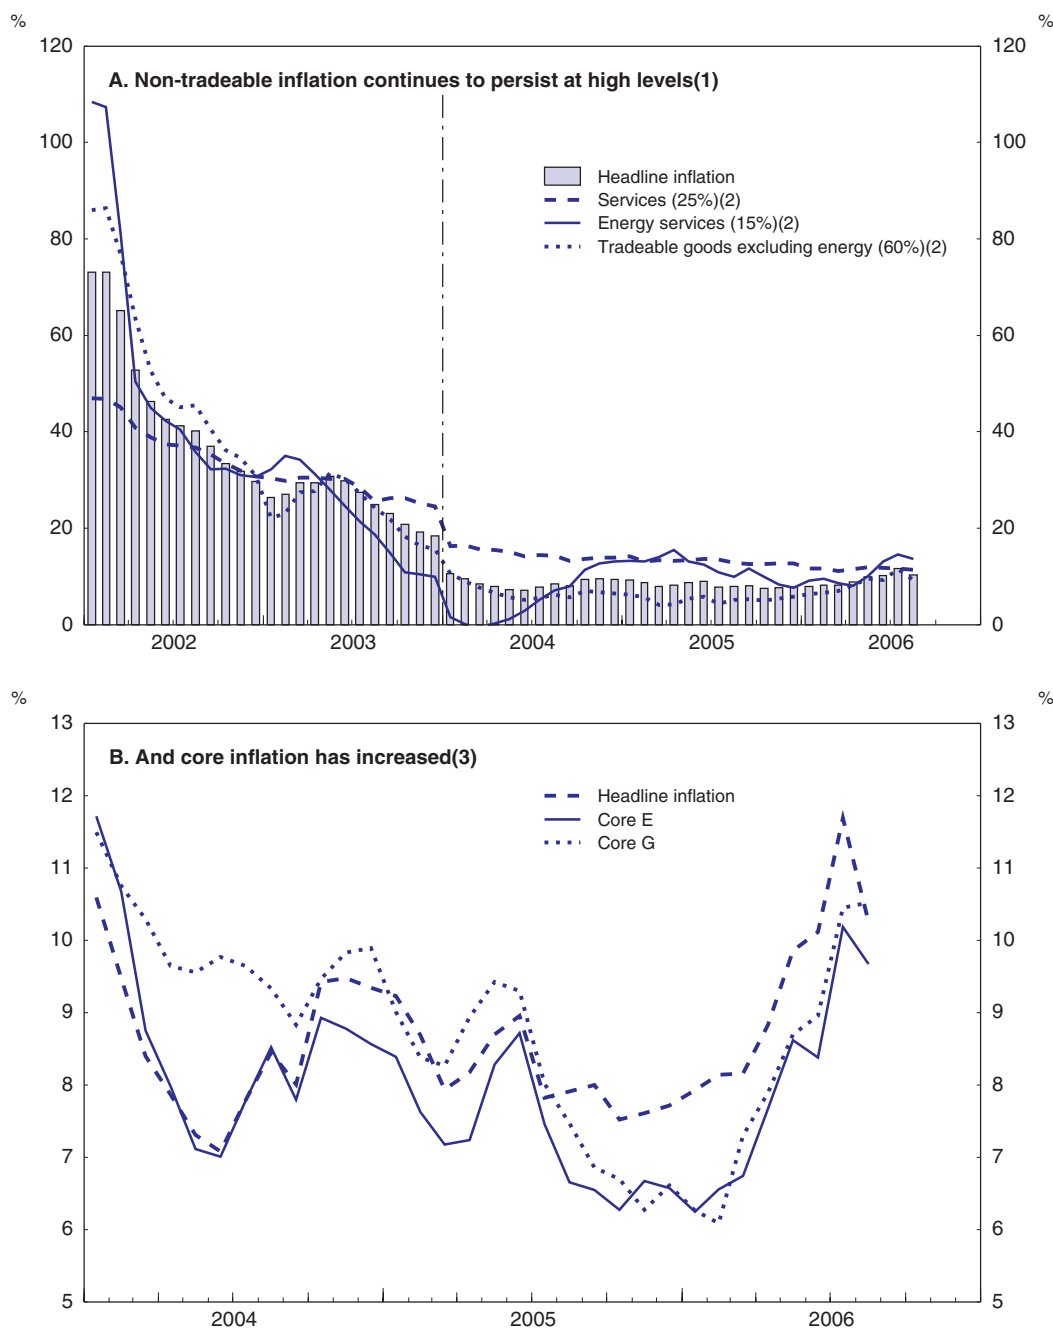 % %
120 120
A. Non-tradeable inflation continues to persist at high levels(1)
100 100
Headline inflation
Services (25%)(2)
Energy services (15%)(2)
Tradeable goods excluding energy (60%)(2)
80 80
60 60
40 40
20 20
0 0
2002 2003 2004 2005 2006
% %
13 13
B. And core inflation has increased(3)
12 12
Headline inflation
Core E
Core G
11 11
10 10
9 9
8 8
7 7
6 6
5 5
2004 2005 2006